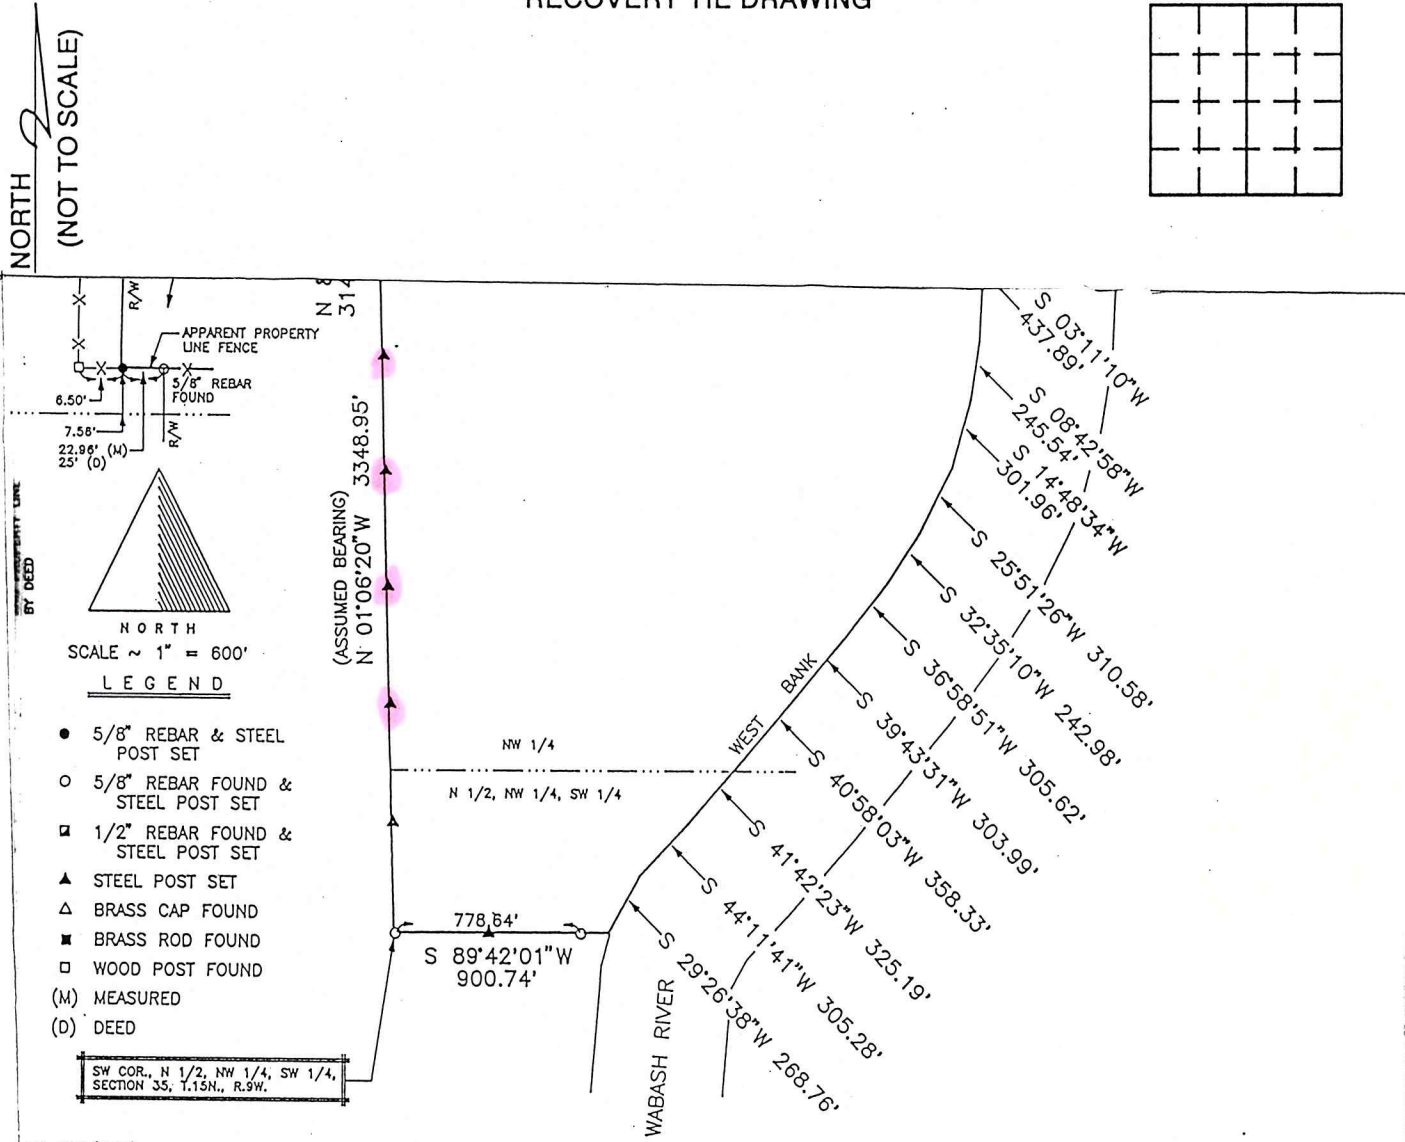 RECOVERY TIE DRAWING
NORTH
(NOT TO SCALE)
R/W
APPARENT PROPERTY
LINE FENCE
5/8" REBAR
FOUND
6.50'
7.56'
22.96' (M)
25' (D)
R/W
BY DEED
NORTH
SCALE ~ 1" = 600'
LEGEND
5/8" REBAR & STEEL
POST SET
5/8" REBAR FOUND &
STEEL POST SET
1/2" REBAR FOUND &
STEEL POST SET
STEEL POST SET
BRASS CAP FOUND
BRASS ROD FOUND
WOOD POST FOUND
(M) MEASURED
(D) DEED
SW COR., N 1/2, NW 1/4, SW 1/4,
SECTION 35, T.15N., R.9W.
(ASSUMED BEARING)
N 01°06'20"W 3348.95'
NW 1/4
N 1/2, NW 1/4, SW 1/4
778.64'
S 89°42'01"W
900.74'
WEST BANK
WABASH RIVER
S 03°11'10"W
437.89'
S 08°42'58"W
245.54'
S 14°48'34"W
301.96'
S 25°51'26"W 310.58'
S 32°35'10"W 242.98'
S 36°58'51"W 305.62'
S 39°43'31"W 303.99'
S 40°58'03"W 358.33'
S 41°42'23"W 325.19'
S 44°11'41"W 305.28'
S 29°26'38"W 268.76'